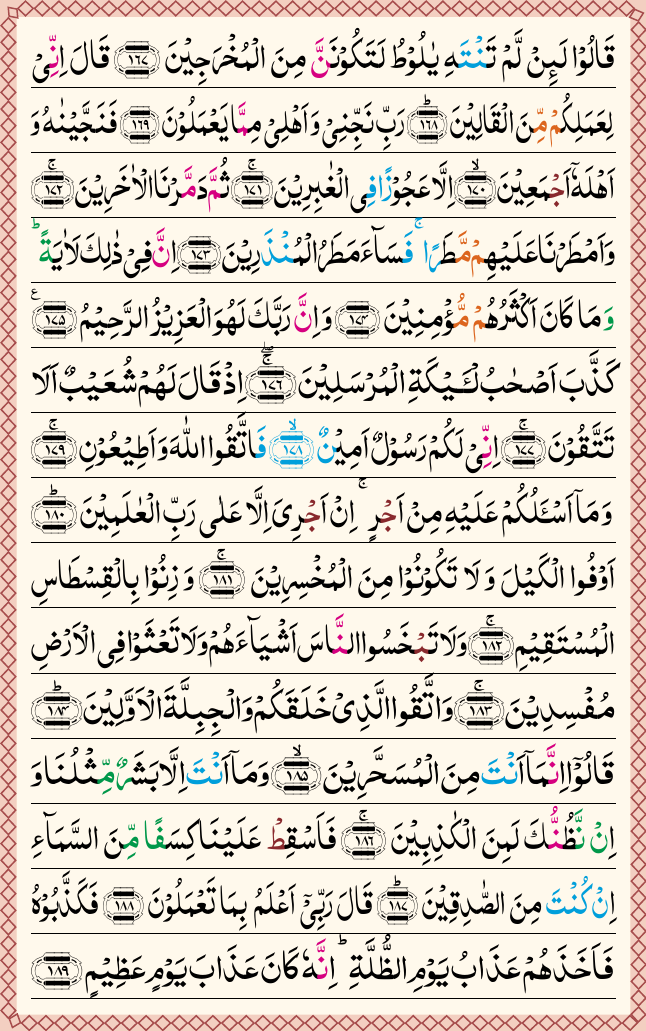 قَالُوْا لَىِٕنْ لَّمْ تَنْتَهِ یٰلُوْطُ لَتَكُوْنَنَّ مِنَ الْمُخْرَجِیْنَ ﴿۱۶۷﴾ قَالَ اِنِّیْ
لِعَمَلِكُمْ مِّنَ الْقَالِیْنَ ؕ﴿۱۶۸﴾ رَبِّ نَجِّنِیْ وَ اَهْلِیْ مِمَّا یَعْمَلُوْنَ ﴿۱۶۹﴾ فَنَجَّیْنٰهُ وَ
اَهْلَهٗۤ اَجْمَعِیْنَ ۙ﴿۱۷۰﴾ اِلَّا عَجُوْزًا فِی الْغٰبِرِیْنَ ۚ﴿۱۷۱﴾ ثُمَّ دَمَّرْنَا الْاٰخَرِیْنَ ۚ﴿۱۷۲﴾
وَ اَمْطَرْنَا عَلَیْهِمْ مَّطَرًا ۚ فَسَآءَ مَطَرُ الْمُنْذَرِیْنَ ﴿۱۷۳﴾ اِنَّ فِیْ ذٰلِكَ لَاٰیَةً ؕ
وَ مَا كَانَ اَكْثَرُهُمْ مُّؤْمِنِیْنَ ﴿۱۷۴﴾ وَ اِنَّ رَبَّكَ لَهُوَ الْعَزِیْزُ الرَّحِیْمُ ﴿۱۷۵﴾ ع
كَذَّبَ اَصْحٰبُ لْـَٔیْكَةِ الْمُرْسَلِیْنَ ۚۖ﴿۱۷۶﴾ اِذْ قَالَ لَهُمْ شُعَیْبٌ اَلَا
تَتَّقُوْنَ ۚ﴿۱۷۷﴾ اِنِّیْ لَكُمْ رَسُوْلٌ اَمِیْنٌ ۙ﴿۱۷۸﴾ فَاتَّقُوا اللّٰهَ وَ اَطِیْعُوْنِ ۚ﴿۱۷۹﴾
وَ مَاۤ اَسْـَٔلُكُمْ عَلَیْهِ مِنْ اَجْرٍ ۚ اِنْ اَجْرِیَ اِلَّا عَلٰی رَبِّ الْعٰلَمِیْنَ ؕ﴿۱۸۰﴾
اَوْفُوا الْكَیْلَ وَ لَا تَكُوْنُوْا مِنَ الْمُخْسِرِیْنَ ۚ﴿۱۸۱﴾ وَ زِنُوْا بِالْقِسْطَاسِ
الْمُسْتَقِیْمِ ۚ﴿۱۸۲﴾ وَ لَا تَبْخَسُوا النَّاسَ اَشْیَآءَهُمْ وَ لَا تَعْثَوْا فِی الْاَرْضِ
مُفْسِدِیْنَ ۚ﴿۱۸۳﴾ وَ اتَّقُوا الَّذِیْ خَلَقَكُمْ وَ الْجِبِلَّةَ الْاَوَّلِیْنَ ؕ﴿۱۸۴﴾
قَالُوْۤا اِنَّمَاۤ اَنْتَ مِنَ الْمُسَحَّرِیْنَ ۙ﴿۱۸۵﴾ وَ مَاۤ اَنْتَ اِلَّا بَشَرٌ مِّثْلُنَا وَ
اِنْ نَّظُنُّكَ لَمِنَ الْكٰذِبِیْنَ ۚ﴿۱۸۶﴾ فَاَسْقِطْ عَلَیْنَا كِسَفًا مِّنَ السَّمَآءِ
اِنْ كُنْتَ مِنَ الصّٰدِقِیْنَ ؕ﴿۱۸۷﴾ قَالَ رَبِّیْۤ اَعْلَمُ بِمَا تَعْمَلُوْنَ ﴿۱۸۸﴾ فَكَذَّبُوْهُ
فَاَخَذَهُمْ عَذَابُ یَوْمِ الظُّلَّةِ ؕ اِنَّهٗ كَانَ عَذَابَ یَوْمٍ عَظِیْمٍ ﴿۱۸۹﴾